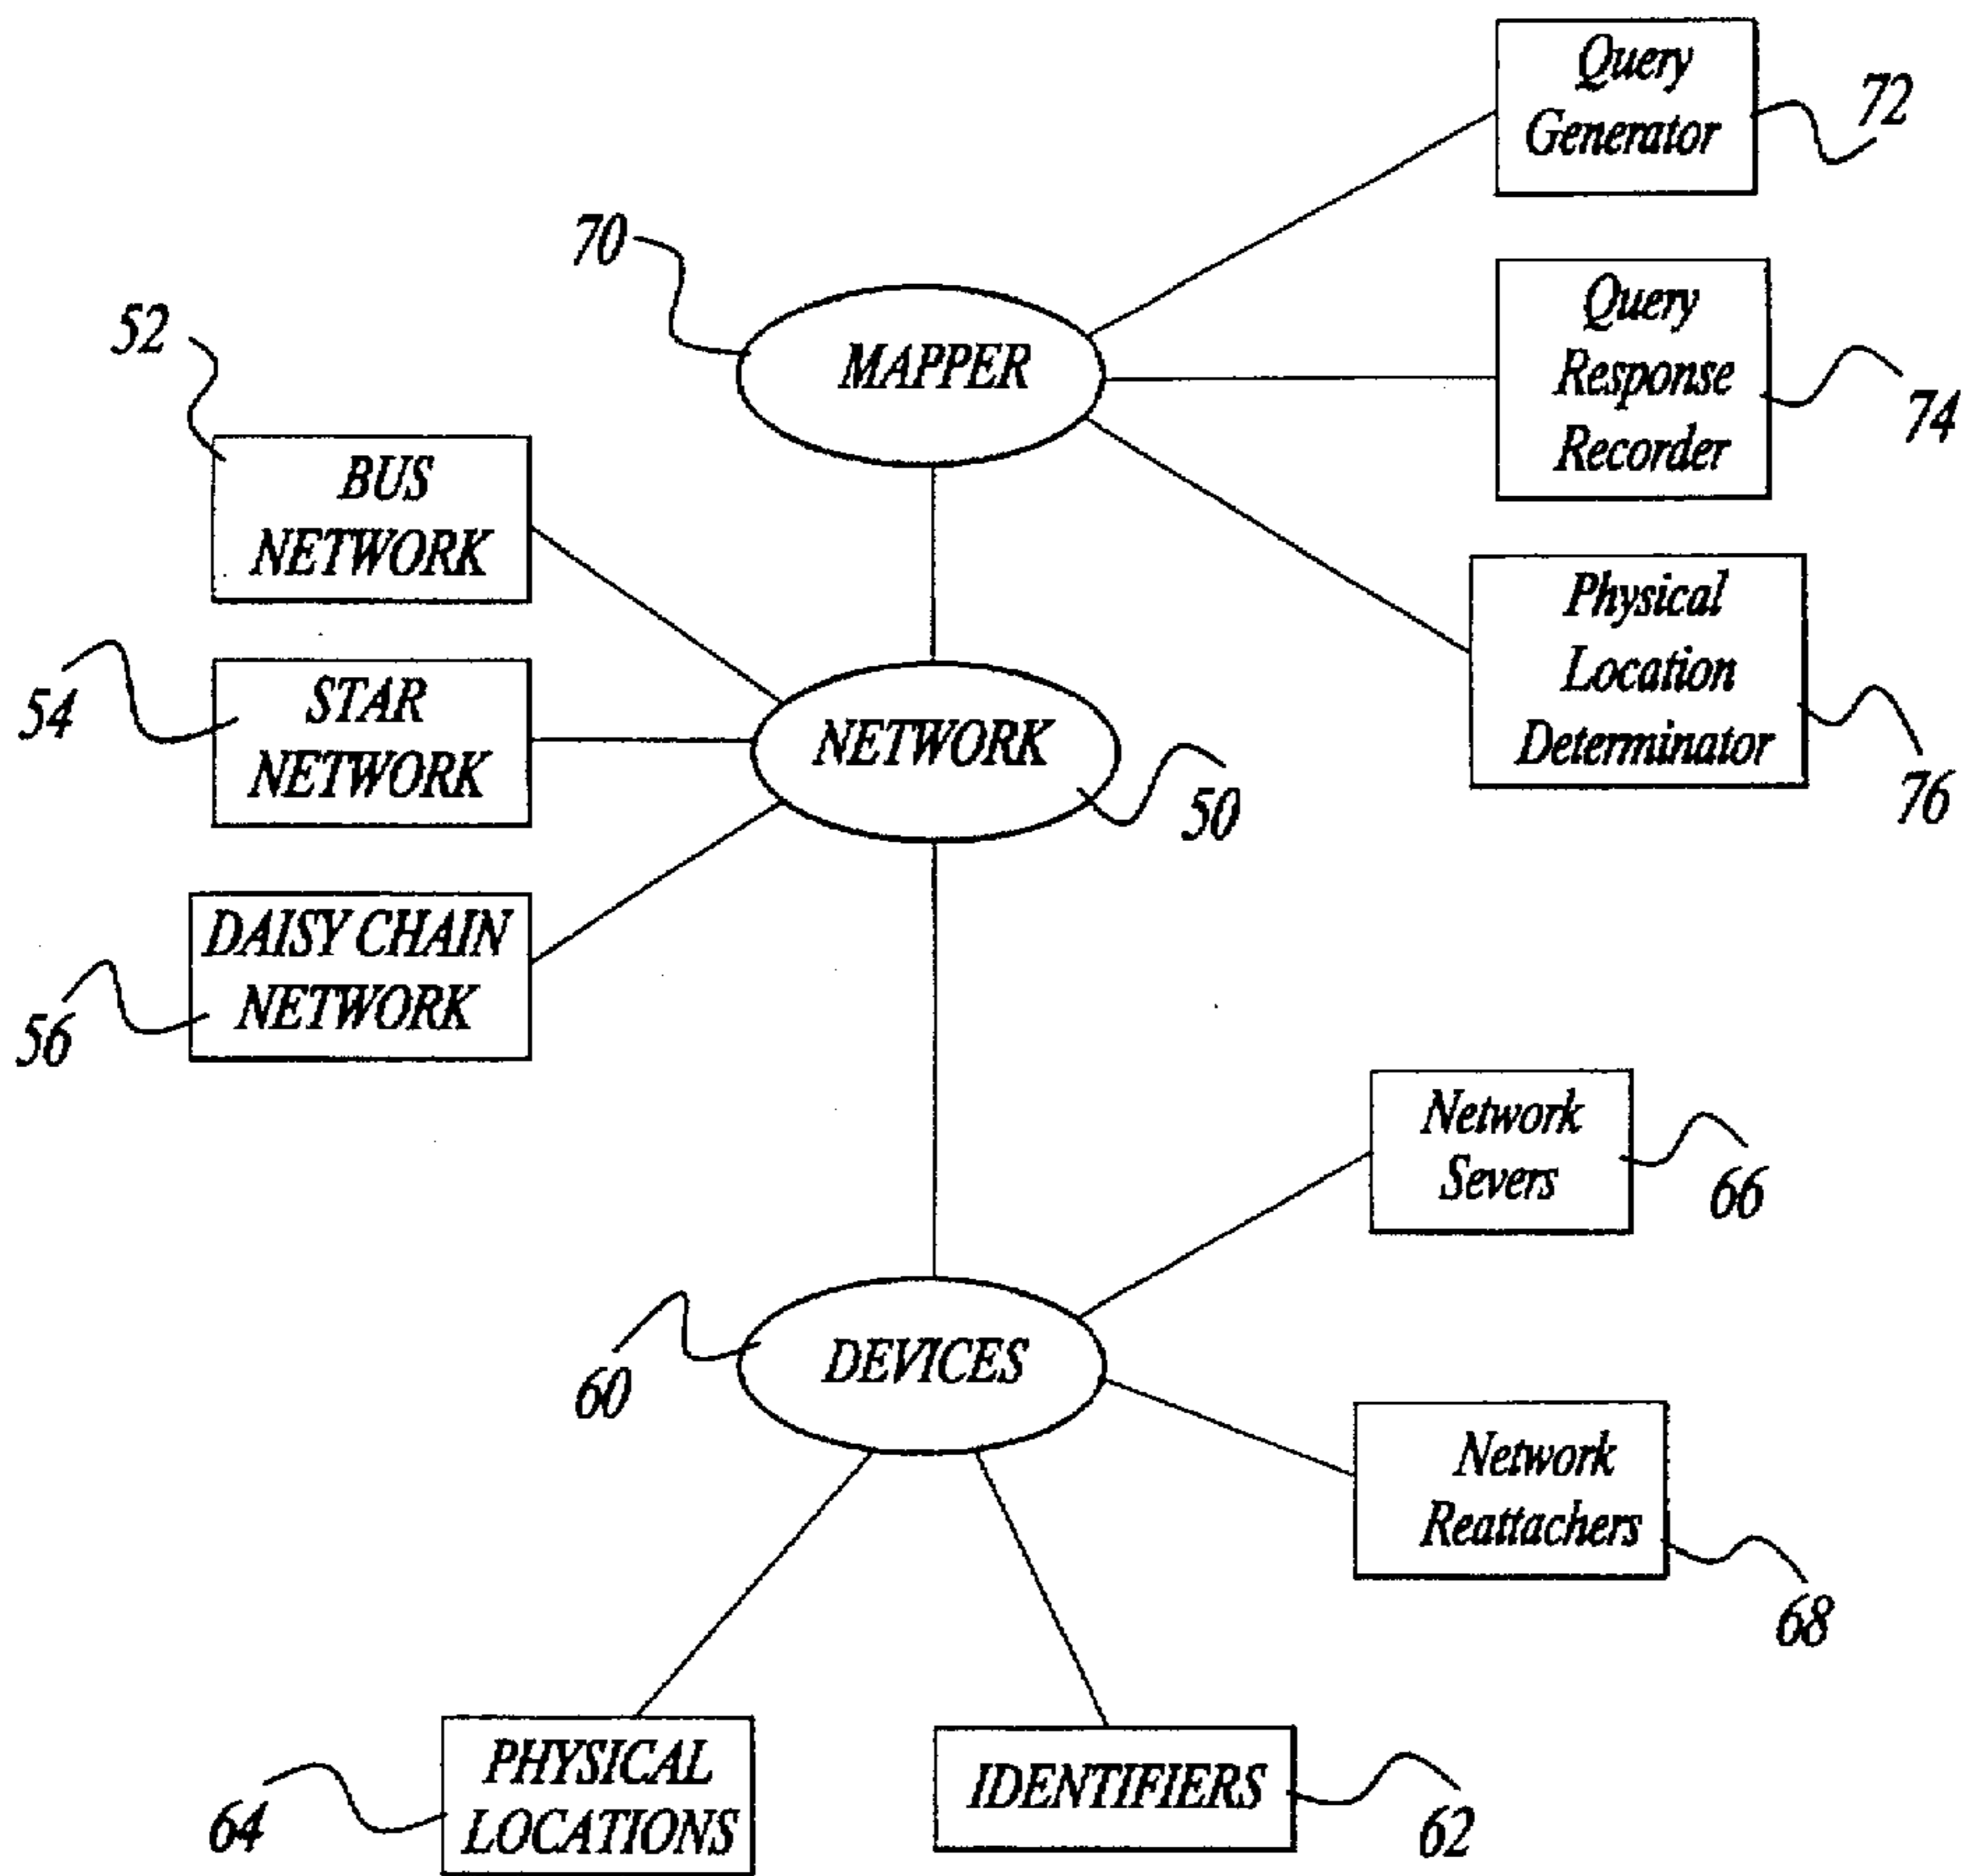 Query
Generator
72
70
MAPPER
Query
Response
Recorder
74
52
BUS
NETWORK
Physical
Location
Determinator
76
54
STAR
NETWORK
NETWORK
50
DAISY CHAIN
NETWORK
56
Network
Severs
66
60
DEVICES
Network
Reattachers
68
PHYSICAL
LOCATIONS
64
IDENTIFIERS
62